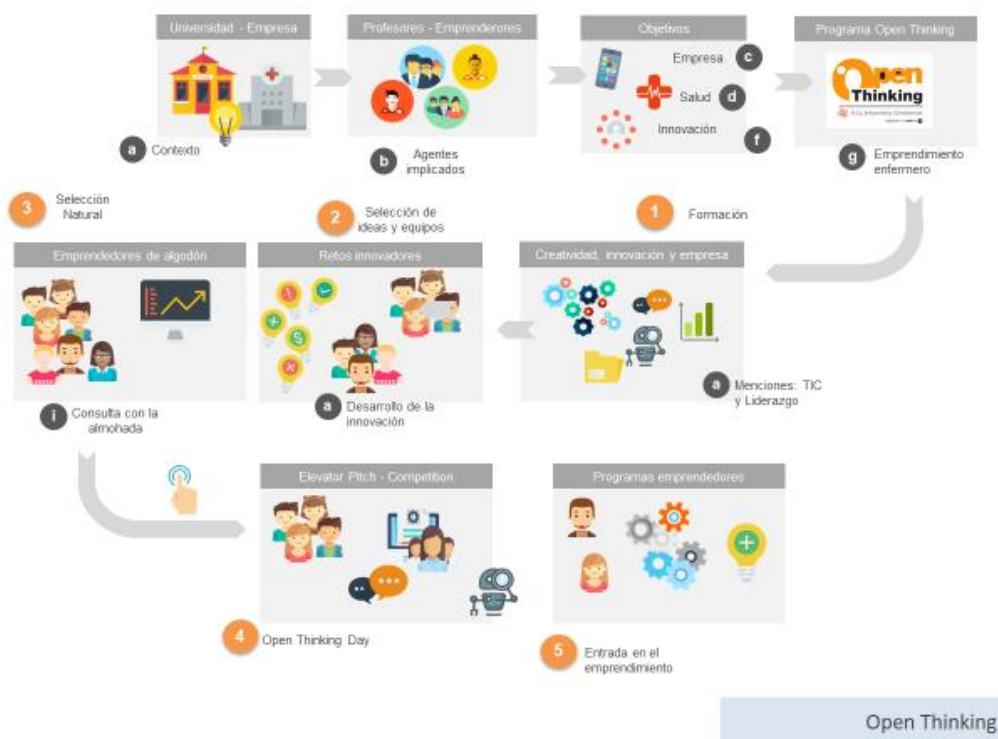 Universidad - Empresa
Profesores - Emprenderores
Objetivos
Programa Open Thinking
Empresa
c
Salud
d
Innovación
f
Open
Thinking
a
Contexto
b
Agentes
implicados
g
Emprendimiento
enfermero
3
Selección
Natural
2
Selección de
ideas y equipos
1
Formación
Emprendedores de algodón
Retos innovadores
Creatividad, innovación y empresa
i
Consulta con la
almohada
a
Desarrollo de la
innovación
a
Menciones: TIC
y Liderazgo
Elevator Pitch - Competition
Programas emprendedores
4
Open Thinking Day
5
Entrada en el
emprendimiento
Open Thinking